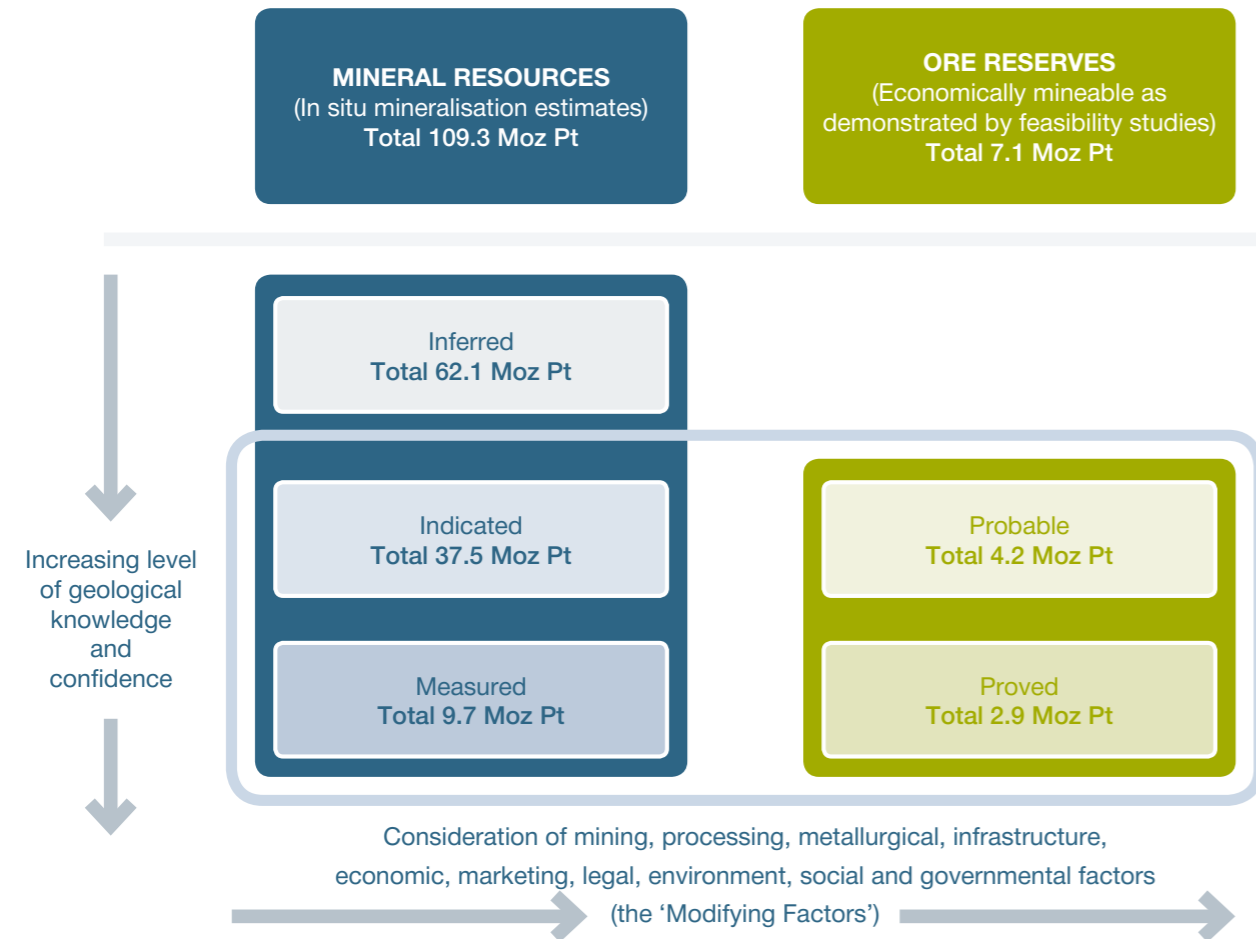 MINERAL RESOURCES
(In situ mineralisation estimates)
Total 109.3 Moz Pt
ORE RESERVES
(Economically mineable as
demonstrated by feasibility studies)
Total 7.1 Moz Pt
Inferred
Total 62.1 Moz Pt
Indicated
Total 37.5 Moz Pt
Probable
Total 4.2 Moz Pt
Increasing level
of geological
knowledge
and
confidence
Measured
Total 9.7 Moz Pt
Proved
Total 2.9 Moz Pt
Consideration of mining, processing, metallurgical, infrastructure,
economic, marketing, legal, environment, social and governmental factors
(the ‘Modifying Factors’)